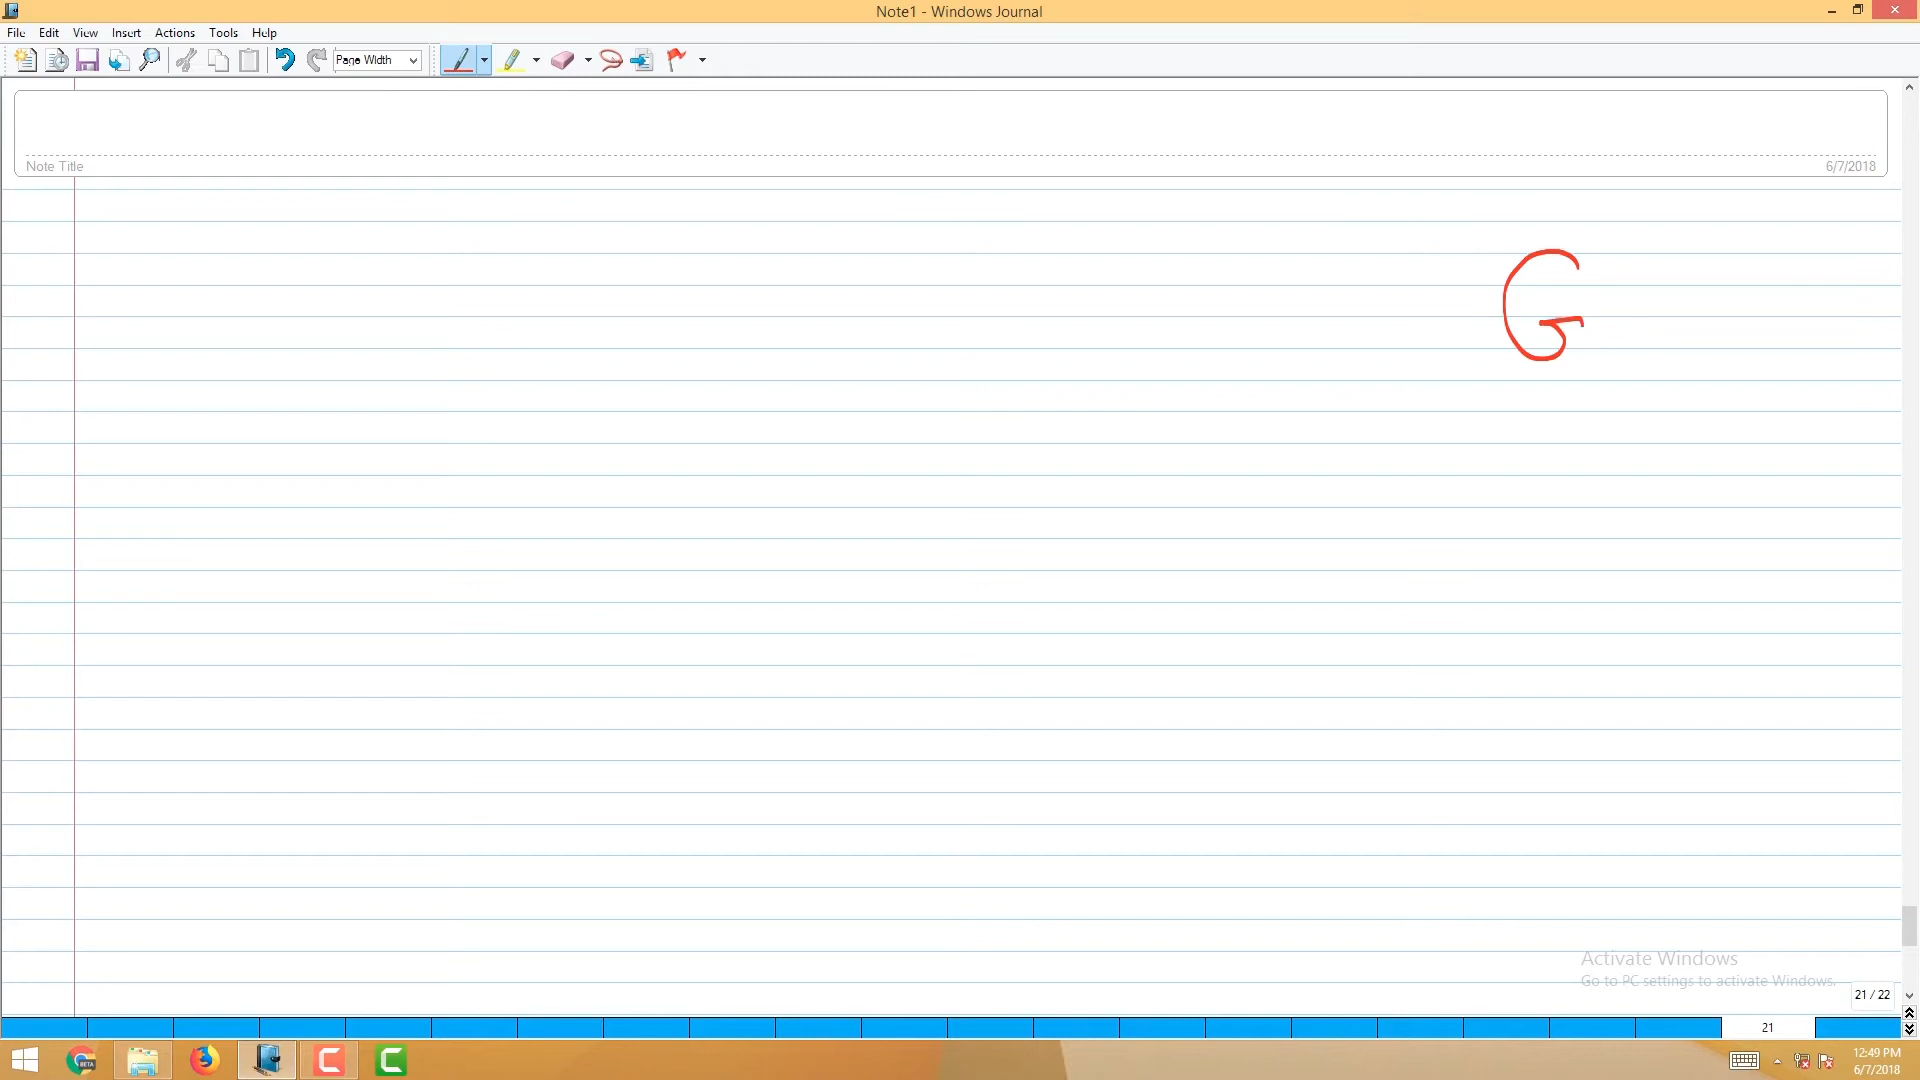 Note1 - Windows Journal
File Edit View Insert Actions Tools Help
Page Width
Note Title
6/7/2018
G
Activate Windows
Go to PC settings to activate Windows.
21 / 22
21
BETA
12:49 PM
6/7/2018